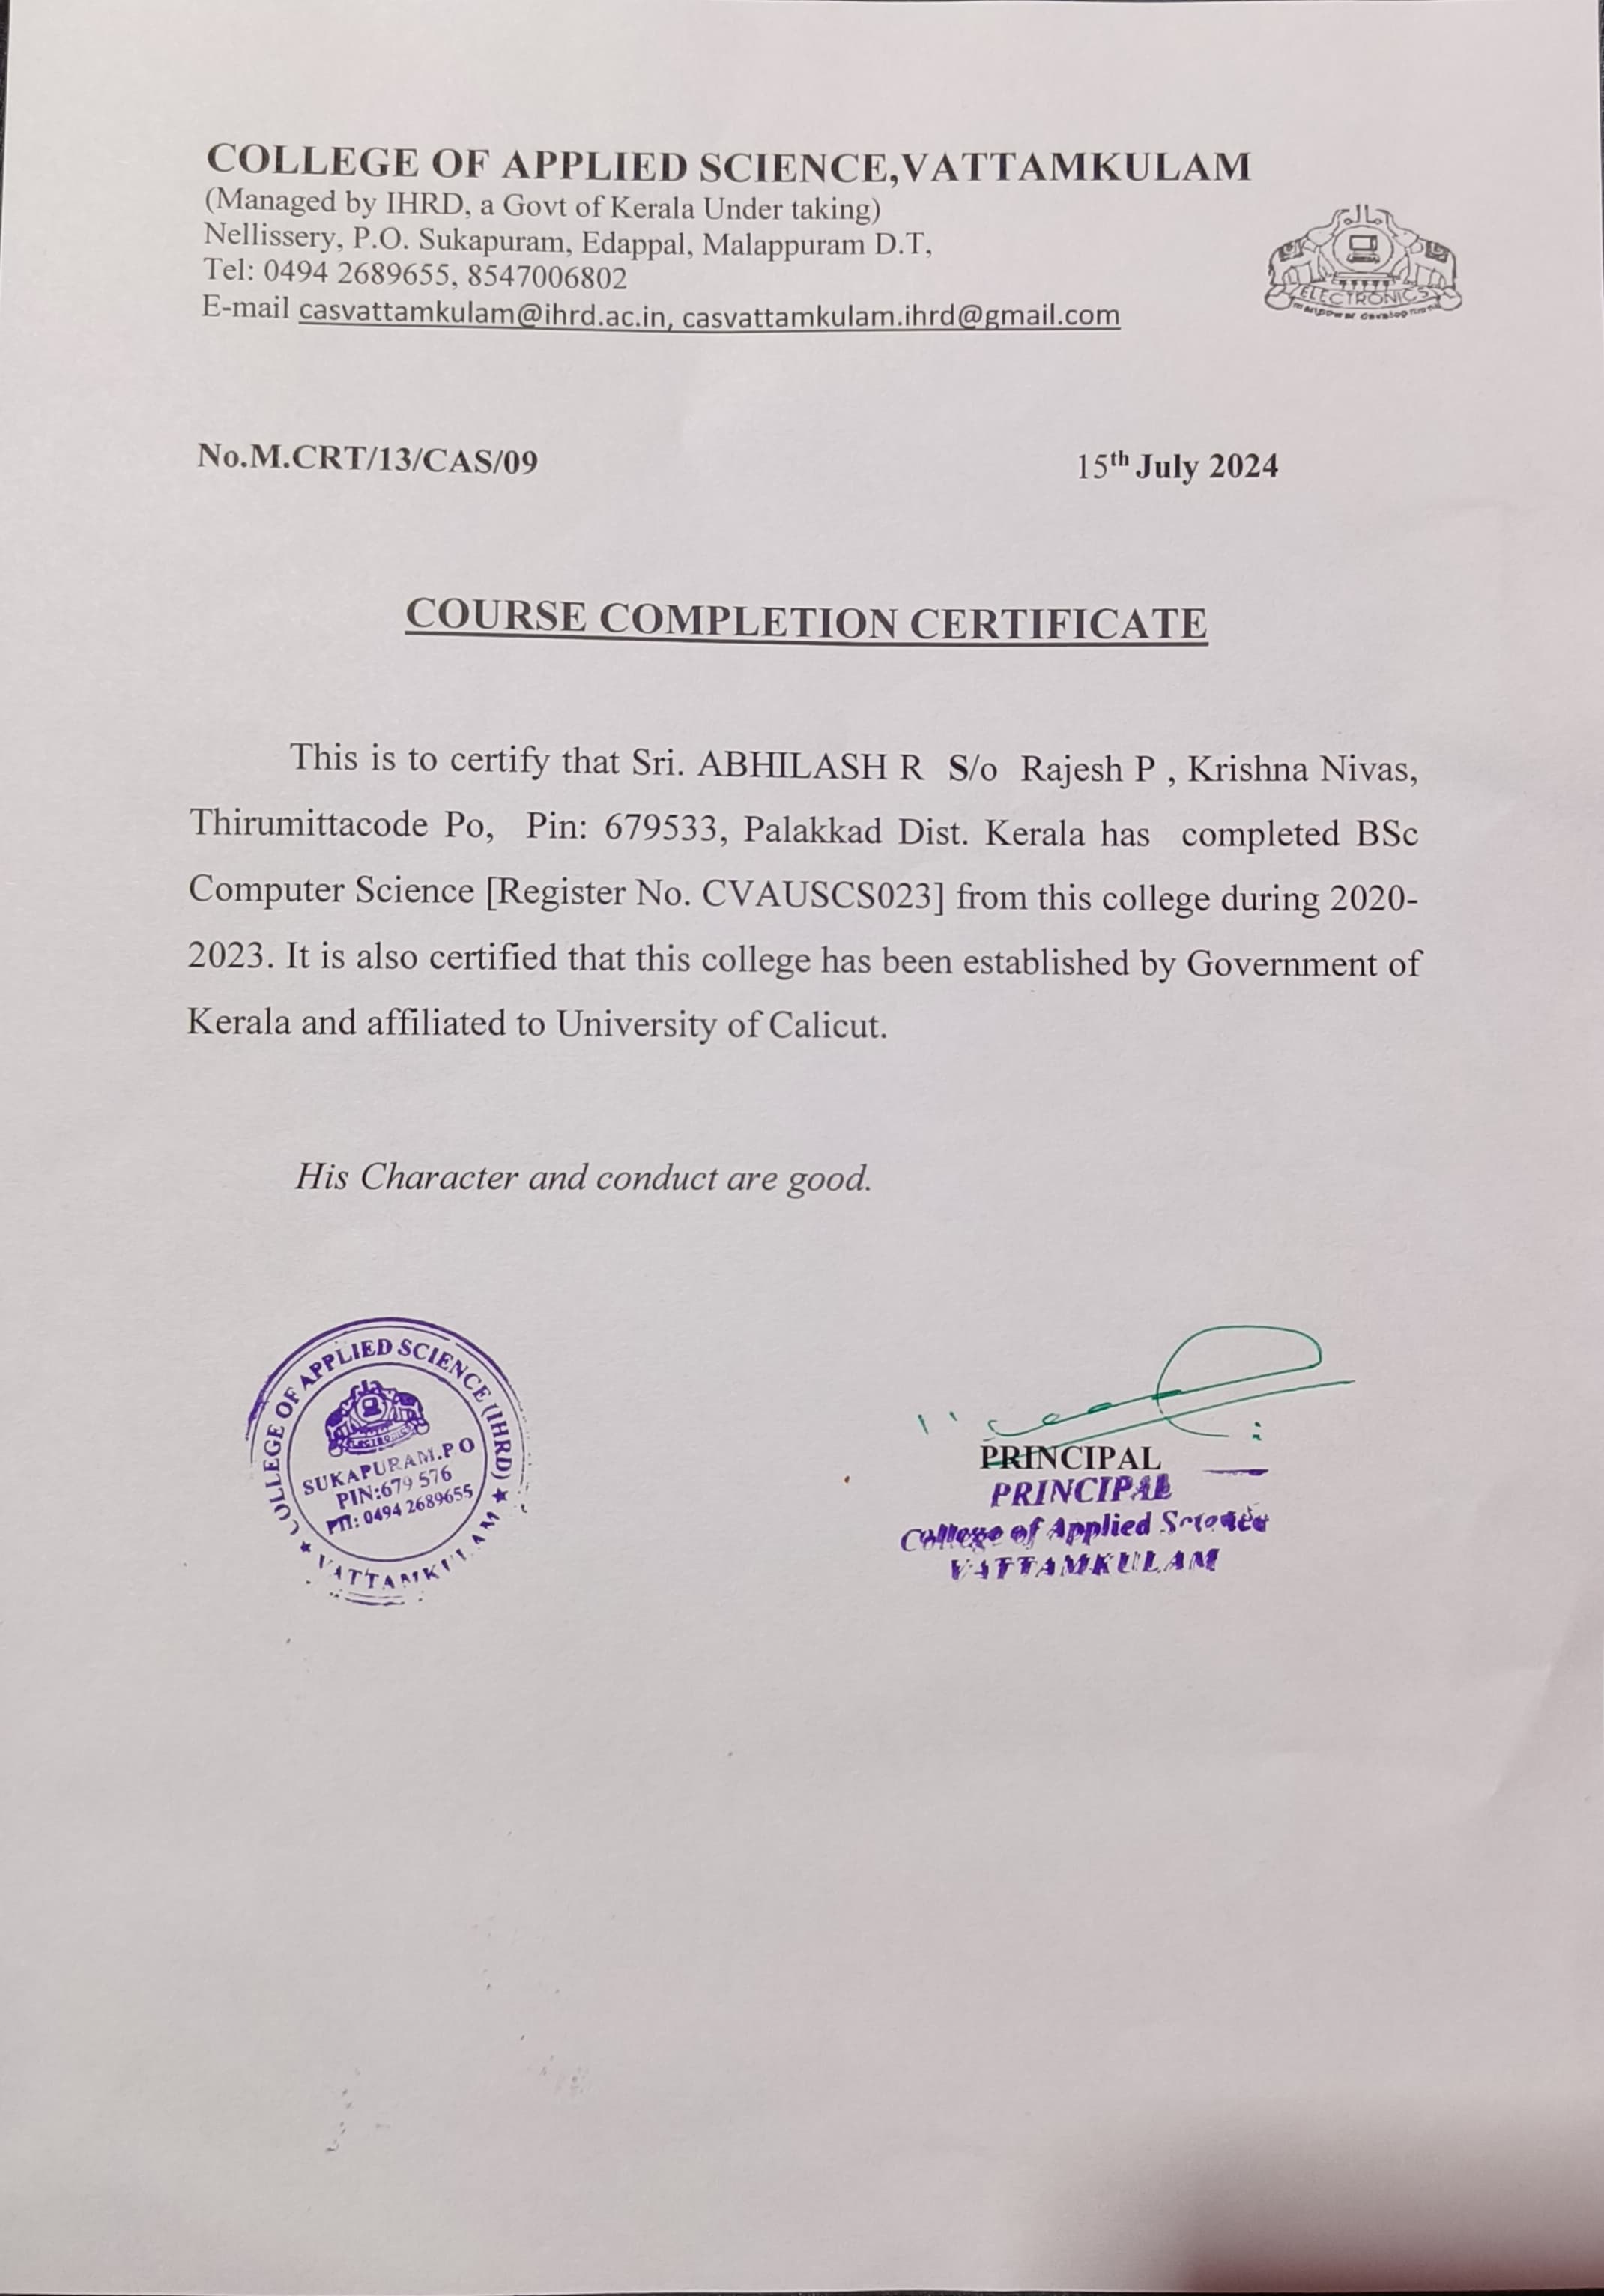 COLLEGE OF APPLIED SCIENCE,VATTAMKULAM
(Managed by IHRD, a Govt of Kerala Under taking)
Nellissery, P.O. Sukapuram, Edappal, Malappuram D.T,
Tel: 0494 2689655, 8547006802
E-mail casvattamkulam@ihrd.ac.in, casvattamkulam.ihrd@gmail.com
ELECTRONICS
manpower development
No.M.CRT/13/CAS/09
15th July 2024
COURSE COMPLETION CERTIFICATE
This is to certify that Sri. ABHILASH R S/o Rajesh P , Krishna Nivas,
Thirumittacode Po, Pin: 679533, Palakkad Dist. Kerala has completed BSc
Computer Science [Register No. CVAUSCS023] from this college during 2020-
2023. It is also certified that this college has been established by Government of
Kerala and affiliated to University of Calicut.
His Character and conduct are good.
COLLEGE OF APPLIED SCIENCE (IHRD)
ELECTRONICS
SUKAPURAM.P O
PIN:679 576
PH: 0494 2689655
★ VATTAMKULAM ★
PRINCIPAL
PRINCIPAL
College of Applied Science
VATTAMKULAM